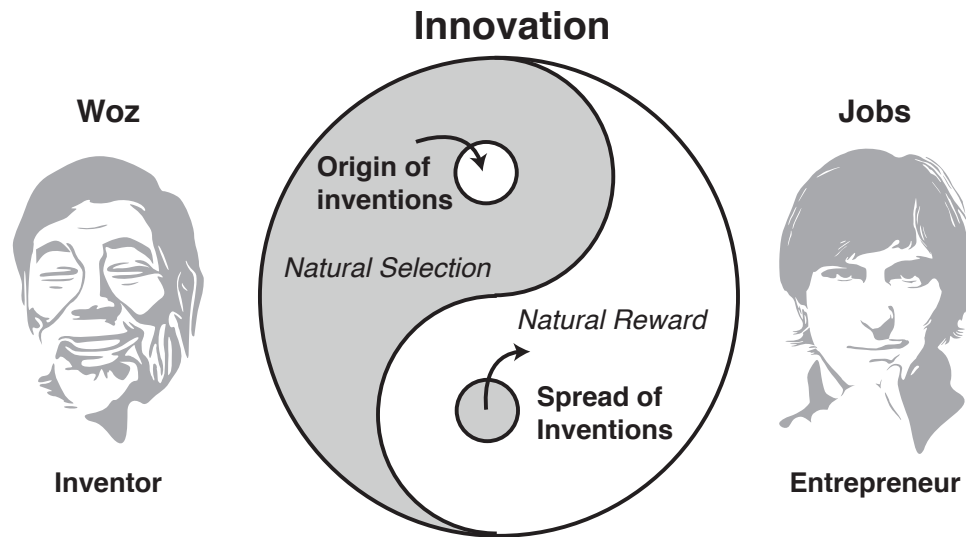 Innovation
Woz
Jobs
Origin of
inventions
Natural Selection
Natural Reward
Spread of
Inventions
Inventor
Entrepreneur